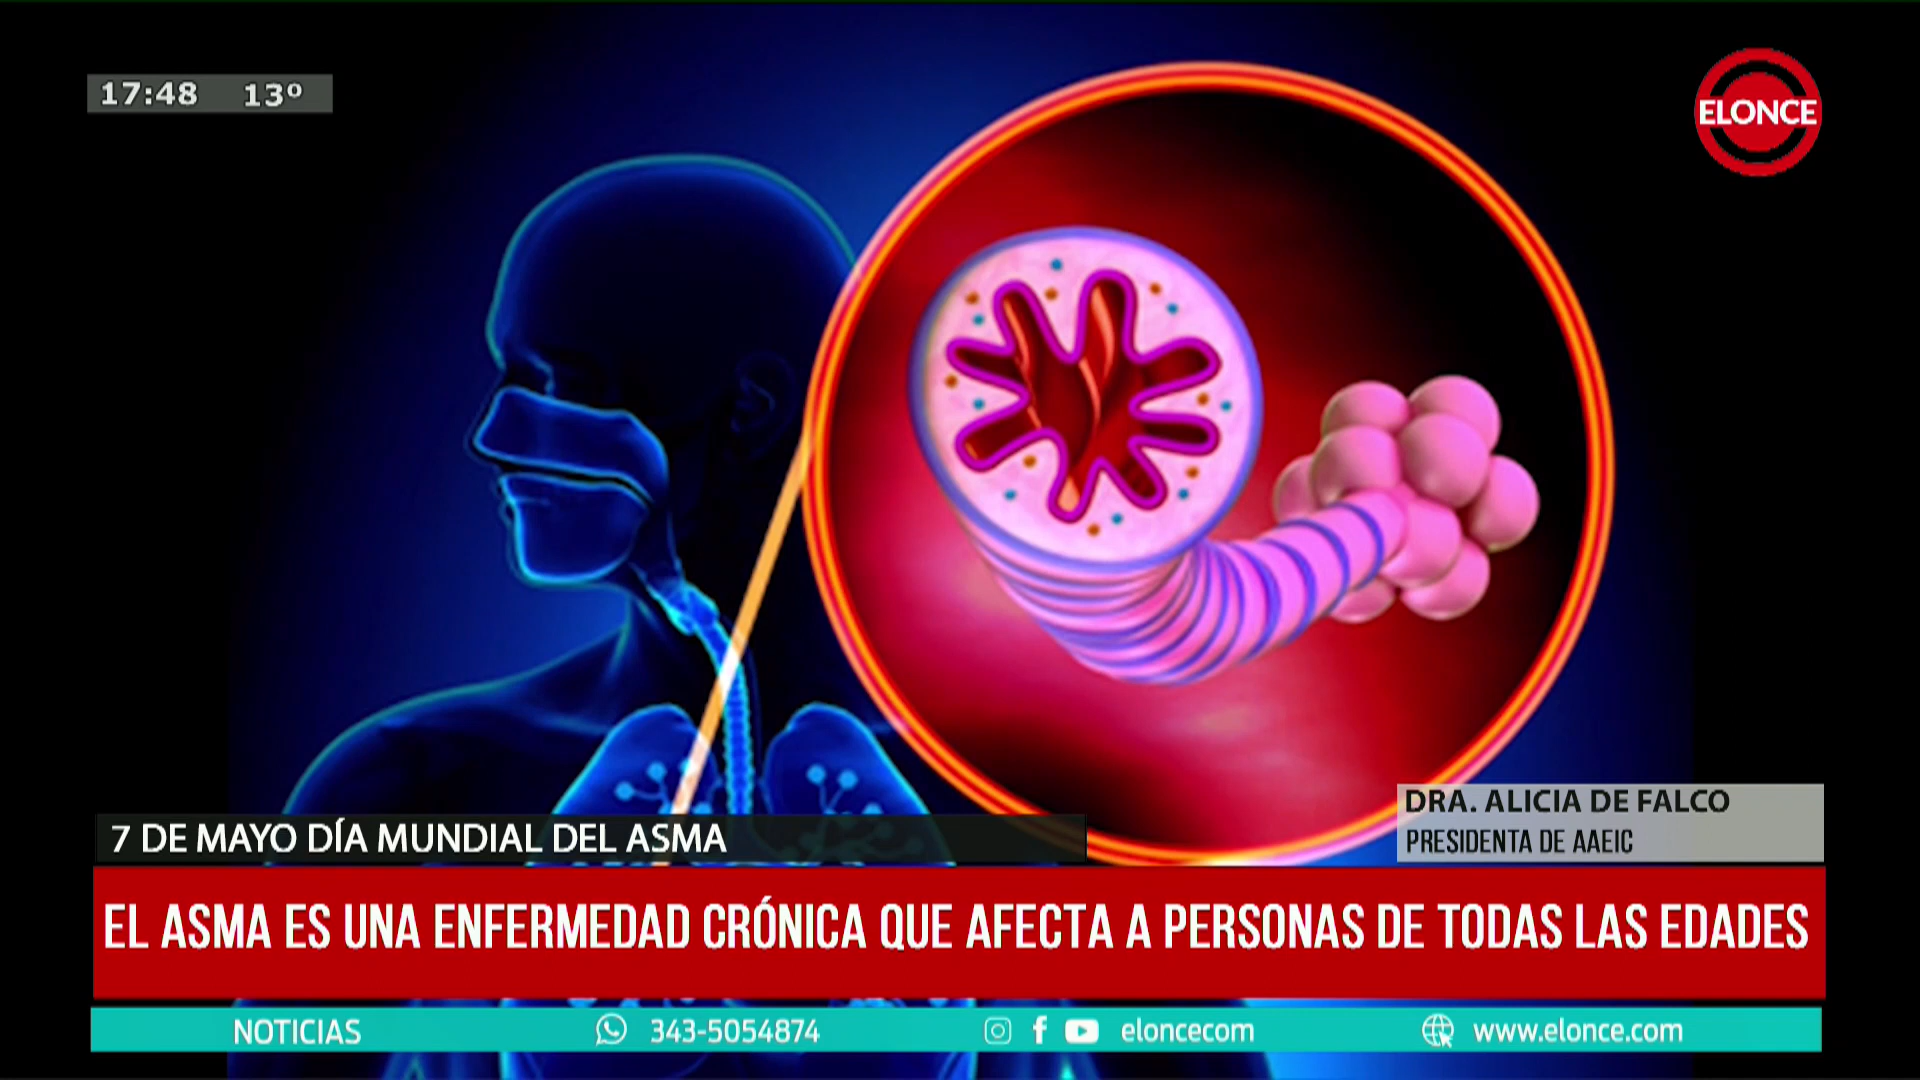 17:48 13º
ELONCE
DRA. ALICIA DE FALCO
PRESIDENTA DE AAEIC
7 DE MAYO DÍA MUNDIAL DEL ASMA
EL ASMA ES UNA ENFERMEDAD CRÓNICA QUE AFECTA A PERSONAS DE TODAS LAS EDADES
NOTICIAS 343-5054874 eloncecom www.elonce.com